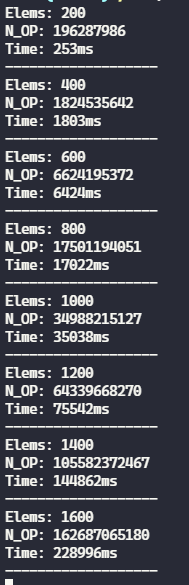 Elems: 200
N_OP: 196287986
Time: 253ms
--------------------
Elems: 400
N_OP: 1824535642
Time: 1803ms
--------------------
Elems: 600
N_OP: 6624195372
Time: 6424ms
--------------------
Elems: 800
N_OP: 17501194051
Time: 17022ms
--------------------
Elems: 1000
N_OP: 34988215127
Time: 35038ms
--------------------
Elems: 1200
N_OP: 64339668270
Time: 75542ms
--------------------
Elems: 1400
N_OP: 105582372467
Time: 144862ms
--------------------
Elems: 1600
N_OP: 162687065180
Time: 228996ms
--------------------